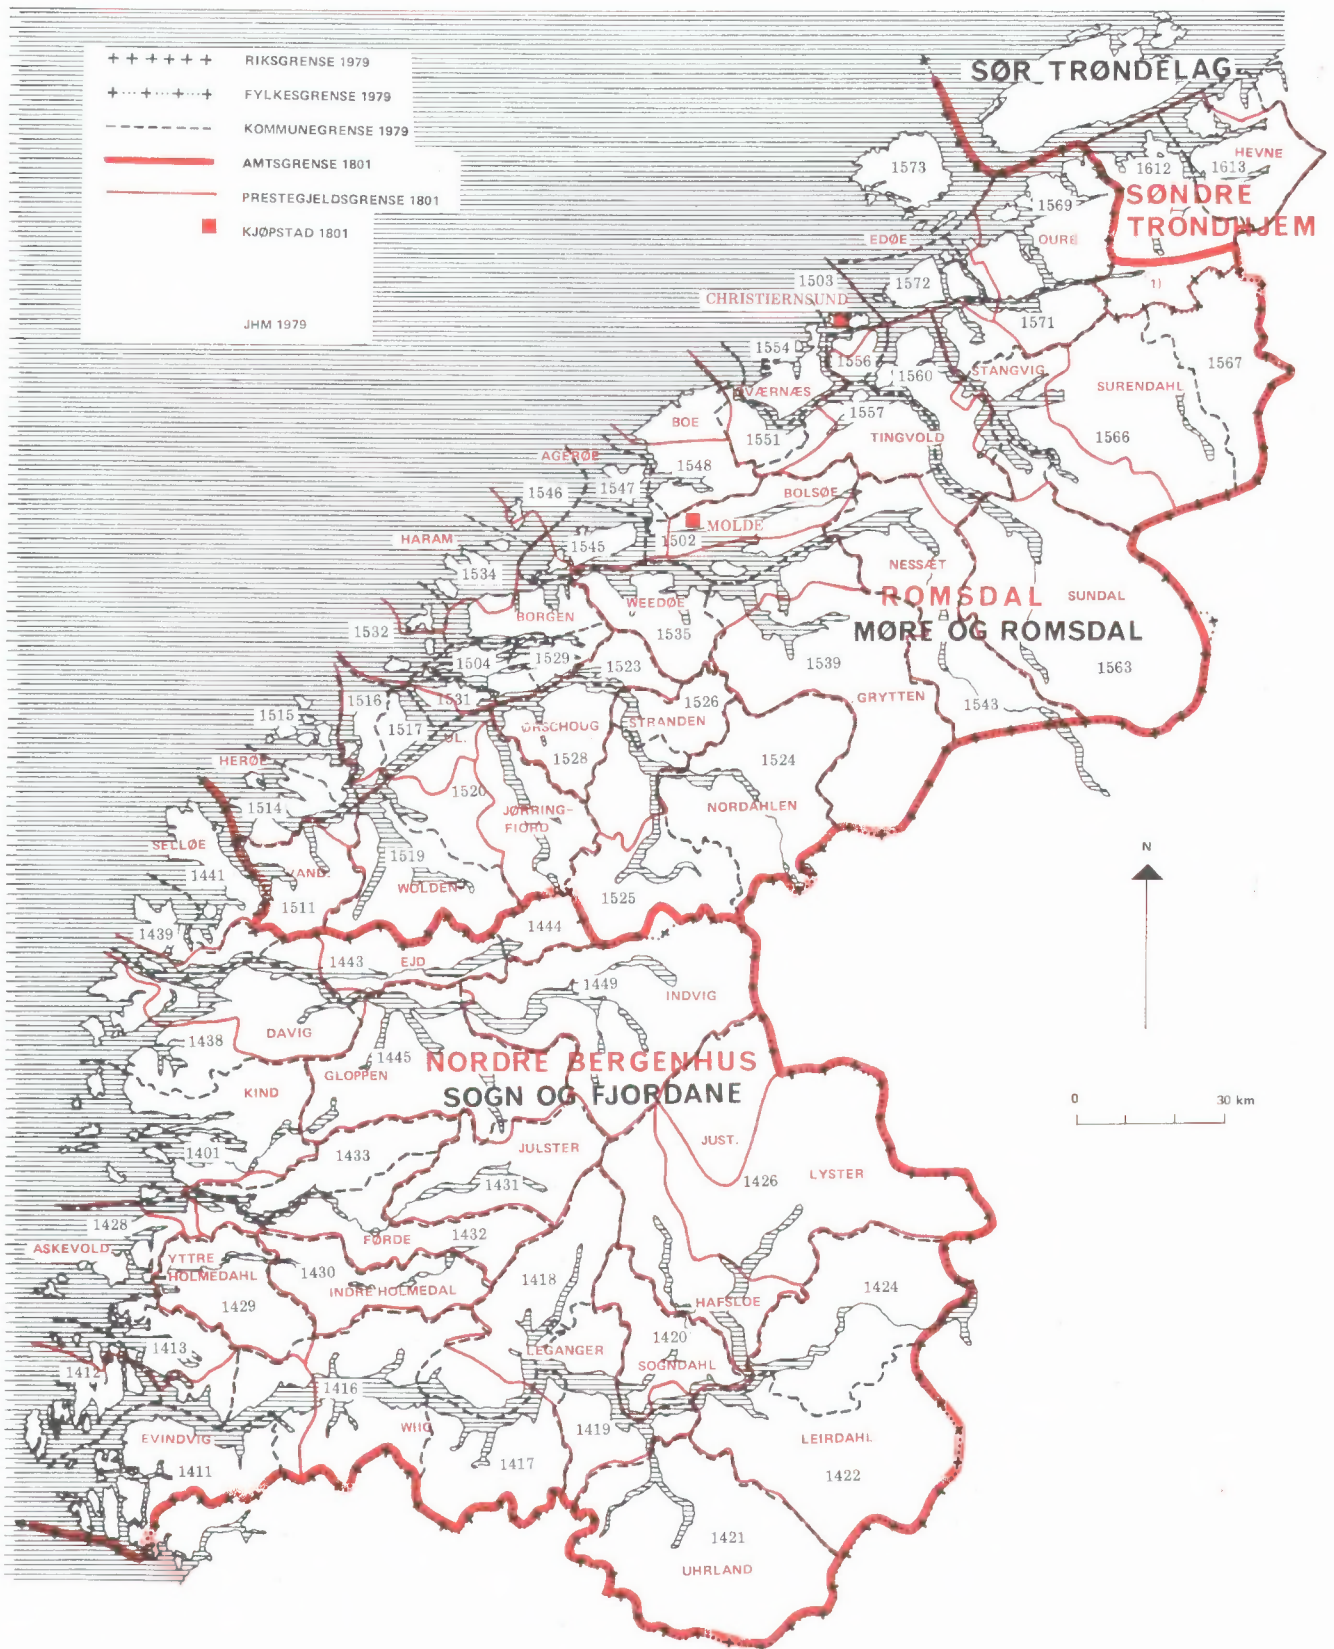 RIKSGRENSE 1979
FYLKESGRENSE 1979
KOMMUNEGRENSE 1979
AMTSGRENSE 1801
PRESTEGJELDSGRENSE 1801
KJØPSTAD 1801
JHM 1979
SØR-TRØNDELAG
HEVNE
1573
1612
1613
SØNDRE
TRONDHJEM
1569
EDØE
OURE
1503
1572
1)
CHRISTIERNSUND
1571
1554
1556
1560
STANGVIG
1567
KVÆRNÆS
SURENDAHL
1557
BOE
1551
TINGVOLD
1566
AGERØE
1548
1547
1546
BOLSØE
MOLDE
1502
HARAM
1545
NESSÆT
1534
ROMSDAL
SUNDAL
WEEDØE
BORGEN
1532
1535
MØRE OG ROMSDAL
1504
1529
1523
1539
1563
1516
1531
1526
GRYTTEN
1543
1515
1517
UL.
ØRSCHOUG
STRANDEN
HERØE
1528
1524
1514
1520
JØRRING-
FIORD
NORDAHLEN
SELLØE
1519
1441
VAND.
WOLDEN
1511
1525
1444
1439
1443
EJD
1449
INDVIG
DAVIG
1438
1445
NORDRE BERGENHUS
GLOPPEN
KIND
SOGN OG FJORDANE
0
30 km
N
JUST.
1401
1433
JULSTER
LYSTER
1431
1426
1428
ASKEVOLD
FØRDE
1432
YTTRE
HOLMEDAHL
1430
1418
INDRE HOLMEDAL
1424
1429
HAFSLOE
1420
1413
LEGANGER
SOGNDAHL
1412
1416
WIIG
1419
EVINDVIG
LEIRDAHL
1411
1417
1422
1421
UHRLAND